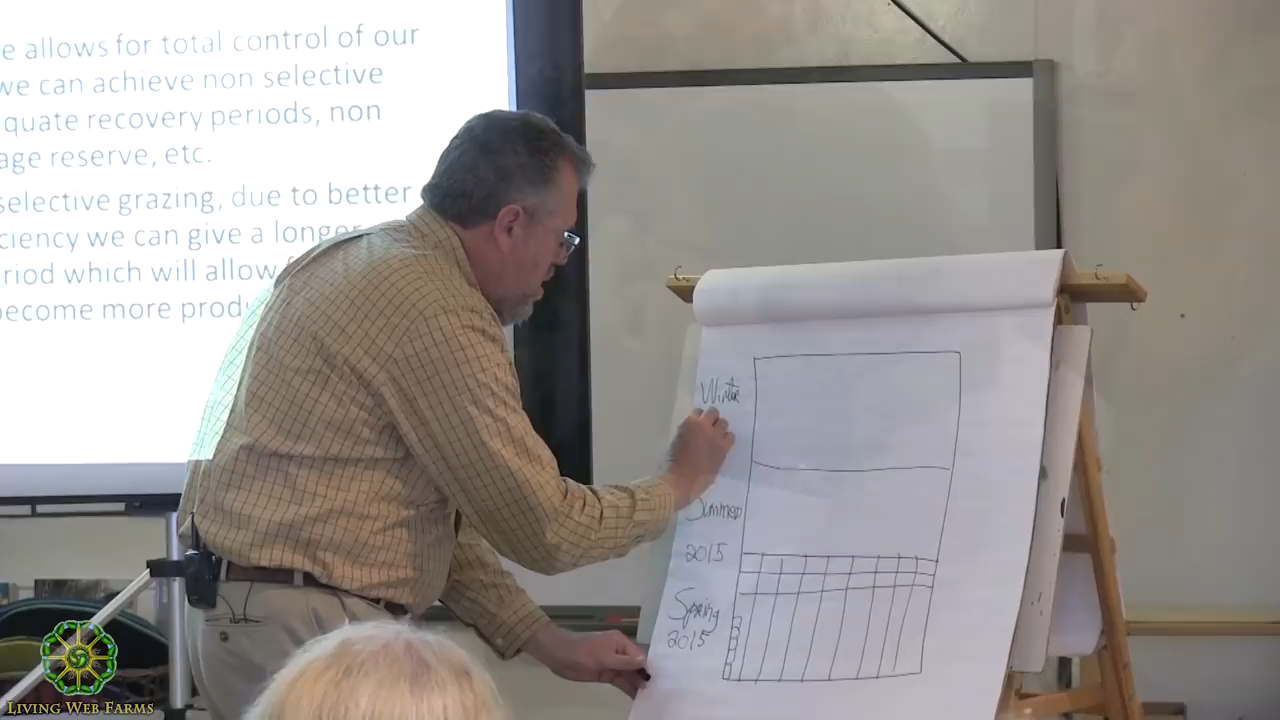 e allows for total control of our
we can achieve non selective
quate recovery periods, non
age reserve, etc.
selective grazing, due to better
ciency we can give a longer
riod which will allow
become more prod
Winter
Summer
2015
Spring
2015
LIVING WEB FARMS